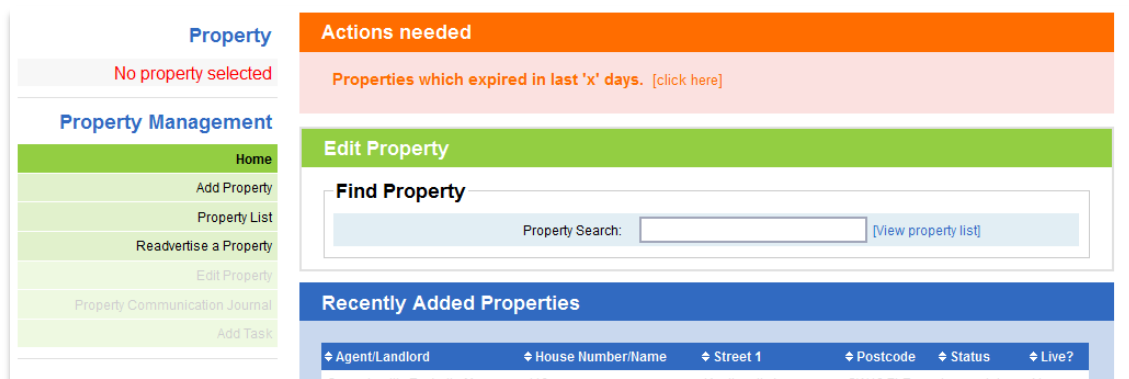 Property
No property selected
Property Management
Home
Add Property
Property List
Readvertise a Property
Edit Property
Property Communication Journal
Add Task
Actions needed
Properties which expired in last 'x' days. [click here]
Edit Property
Find Property
Property Search: [View property list]
Recently Added Properties
Agent/Landlord House Number/Name Street 1 Postcode Status Live?